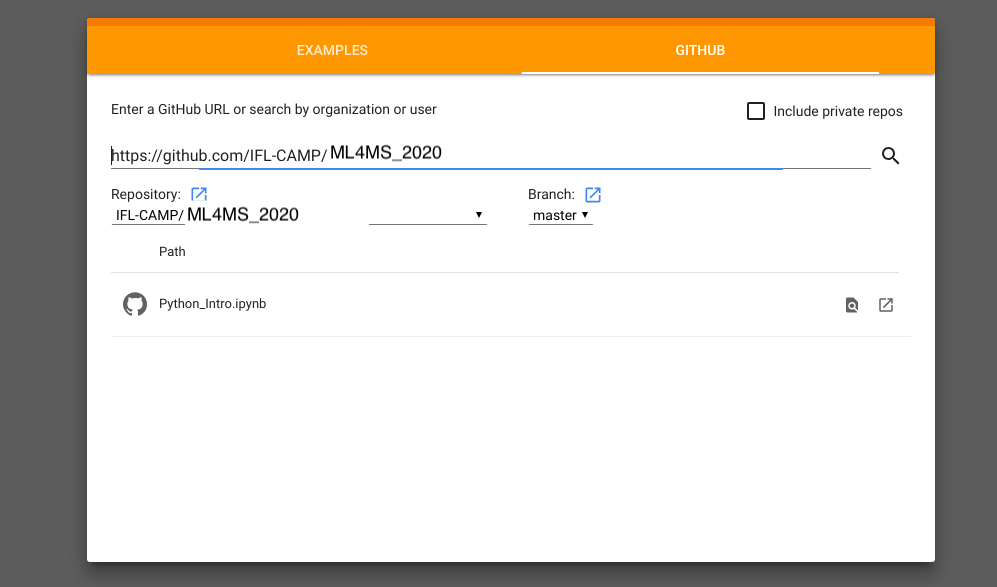 EXAMPLES GITHUB
Enter a GitHub URL or search by organization or user Include private repos
https://github.com/IFL-CAMP/ML4MS_2020
Repository: Branch:
IFL-CAMP/ML4MS_2020 master
Path
Python_Intro.ipynb